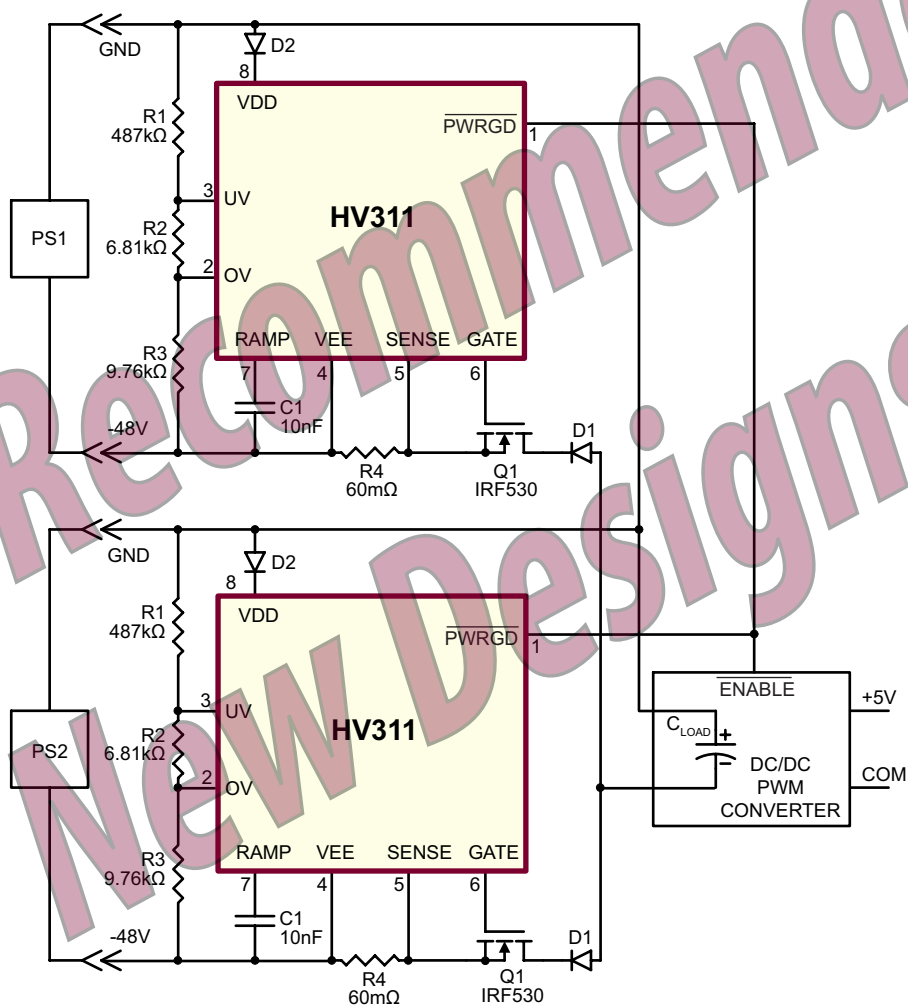 GND
D2
8
VDD
R1
487kΩ
PWRGD
1
3
UV
HV311
PS1
R2
6.81kΩ
2
OV
R3
9.76kΩ
RAMP
VEE
SENSE
GATE
7
4
5
6
-48V
C1
10nF
R4
60mΩ
Q1
IRF530
D1
GND
D2
8
VDD
R1
487kΩ
PWRGD
1
3
UV
HV311
PS2
R2
6.81kΩ
2
OV
R3
9.76kΩ
RAMP
VEE
SENSE
GATE
7
4
5
6
-48V
C1
10nF
R4
60mΩ
Q1
IRF530
D1
ENABLE
CLOAD
+
-
DC/DC
PWM
CONVERTER
+5V
COM
Recommende
New Designs